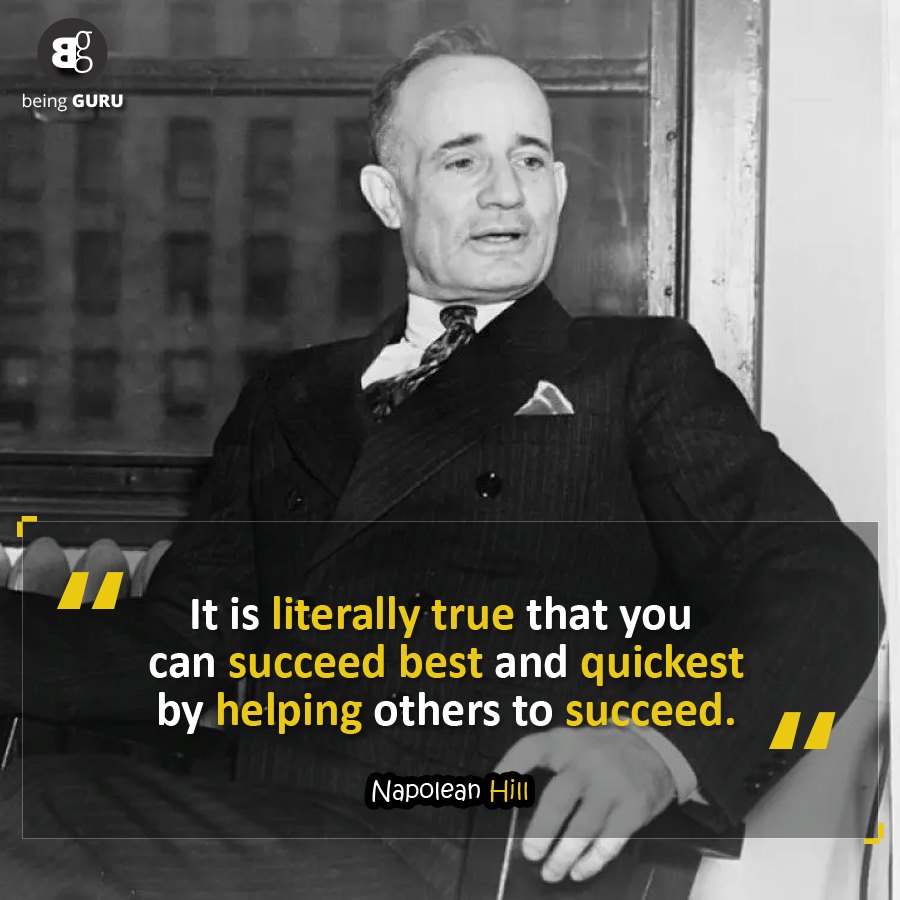 being GURU
“
It is literally true that you
can succeed best and quickest
by helping others to succeed.
”
Napolean Hill